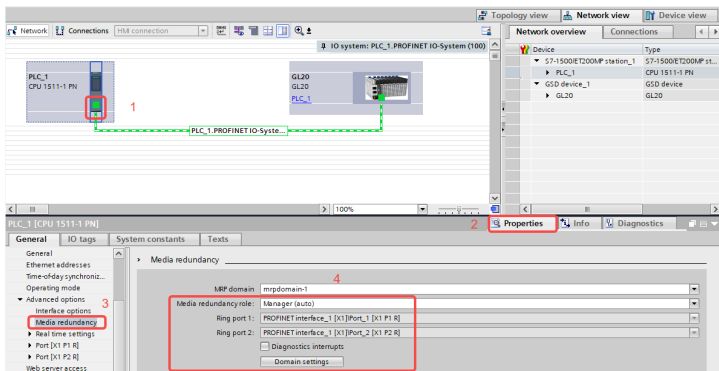 Topology view Network view Device view
Network Connections HMI connection
Network overview Connections
IO system: PLC_1.PROFINET IO-System (100)
Device Type
S7-1500/ET200MP station_1 S7-1500/ET200MP st...
PLC_1 CPU 1511-1 PN
GSD device_1 GSD device
GL20 GL20
PLC_1
CPU 1511-1 PN
1
GL20
GL20
PLC_1
PLC_1.PROFINET IO-Syste...
100%
PLC_1 [CPU 1511-1 PN]
2
Properties Info Diagnostics
General IO tags System constants Texts
General
Ethernet addresses
Time-of-day synchroniz...
Operating mode
Advanced options
3
Interface options
Media redundancy
Real time settings
Port [X1 P1 R]
Port [X1 P2 R]
Web server access
Media redundancy
4
MRP domain mrpdomain-1
Media redundancy role: Manager (auto)
Ring port 1: PROFINET interface_1 [X1]\Port_1 [X1 P1 R]
Ring port 2: PROFINET interface_1 [X1]\Port_2 [X1 P2 R]
Diagnostics interrupts
Domain settings